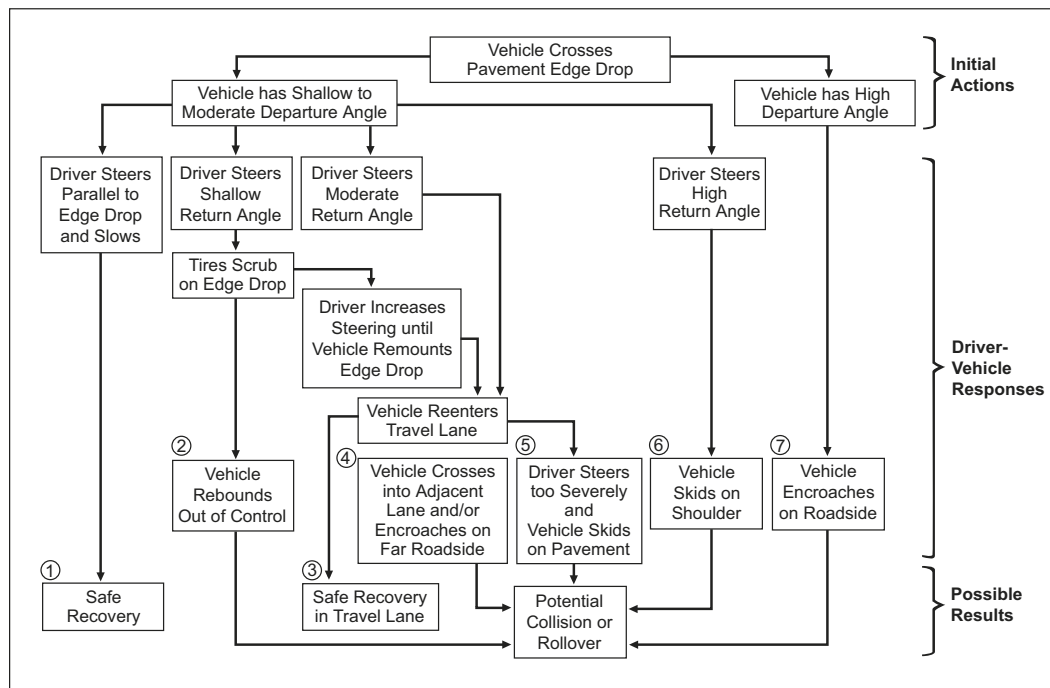 Vehicle Crosses
Pavement Edge Drop
Initial
Actions
Vehicle has Shallow to
Moderate Departure Angle
Vehicle has High
Departure Angle
Driver Steers
Parallel to
Edge Drop
and Slows
Driver Steers
Shallow
Return Angle
Driver Steers
Moderate
Return Angle
Driver Steers
High
Return Angle
Tires Scrub
on Edge Drop
Driver Increases
Steering until
Vehicle Remounts
Edge Drop
Driver-
Vehicle
Responses
Vehicle Reenters
Travel Lane
2
Vehicle
Rebounds
Out of Control
4
Vehicle Crosses
into Adjacent
Lane and/or
Encroaches on
Far Roadside
5
Driver Steers
too Severely
and
Vehicle Skids
on Pavement
6
Vehicle
Skids on
Shoulder
7
Vehicle
Encroaches
on Roadside
1
Safe
Recovery
3
Safe Recovery
in Travel Lane
Potential
Collision or
Rollover
Possible
Results